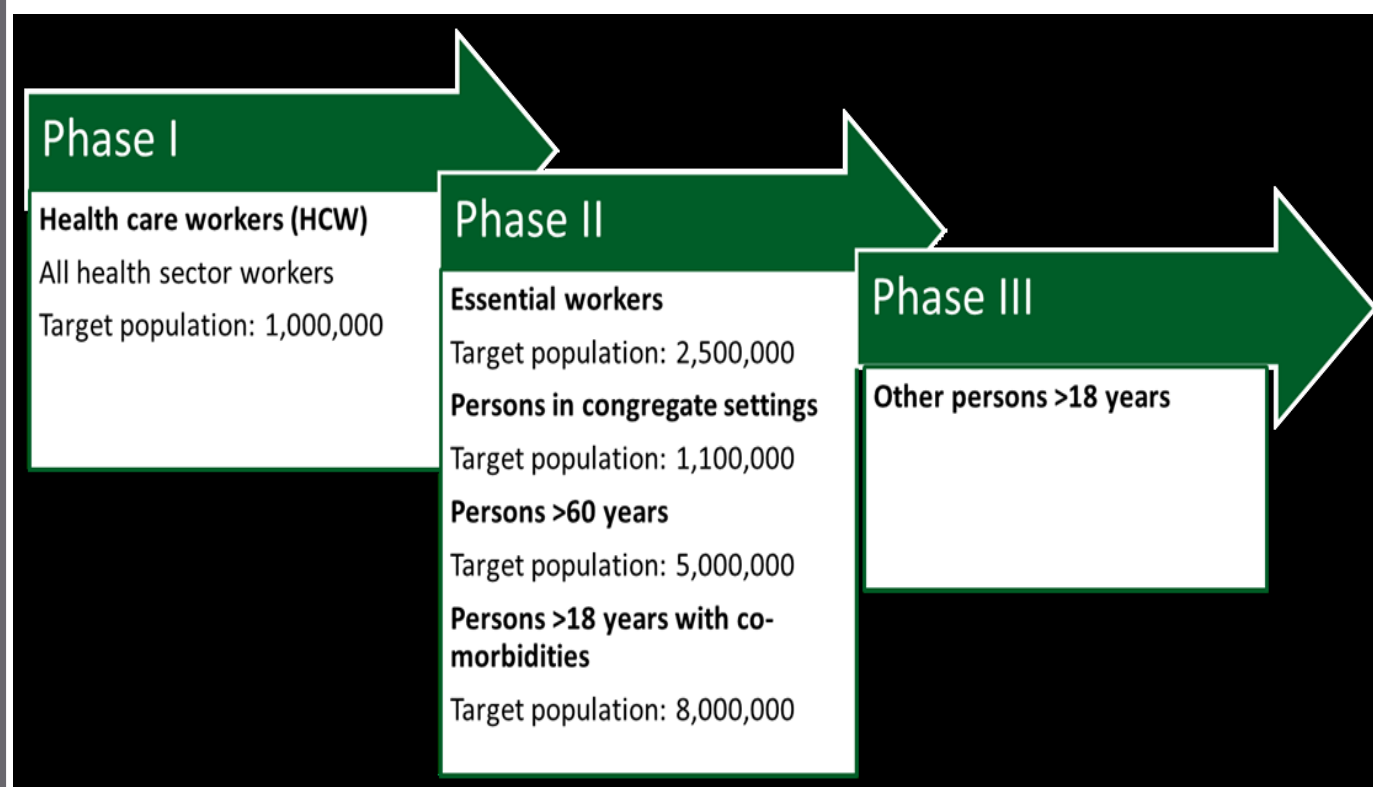 Phase I
Health care workers (HCW)
All health sector workers
Target population: 1,000,000
Phase II
Essential workers
Target population: 2,500,000
Persons in congregate settings
Target population: 1,100,000
Persons >60 years
Target population: 5,000,000
Persons >18 years with co-
morbidities
Target population: 8,000,000
Phase III
Other persons >18 years